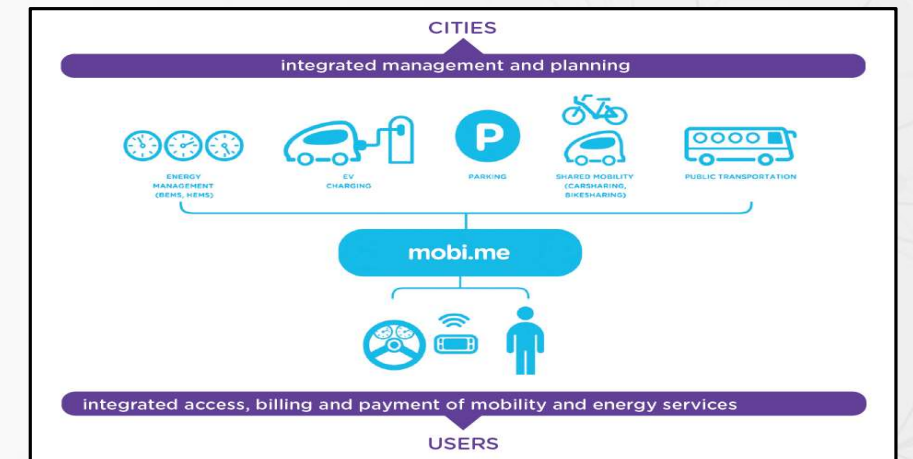 CITIES
integrated management and planning
P
ENERGY
MANAGEMENT
(BEMS, HEMS)
EV
CHARGING
PARKING
SHARED MOBILITY
(CARSHARING,
BIKESHARING)
PUBLIC TRANSPORTATION
mobi.me
integrated access, billing and payment of mobility and energy services
USERS